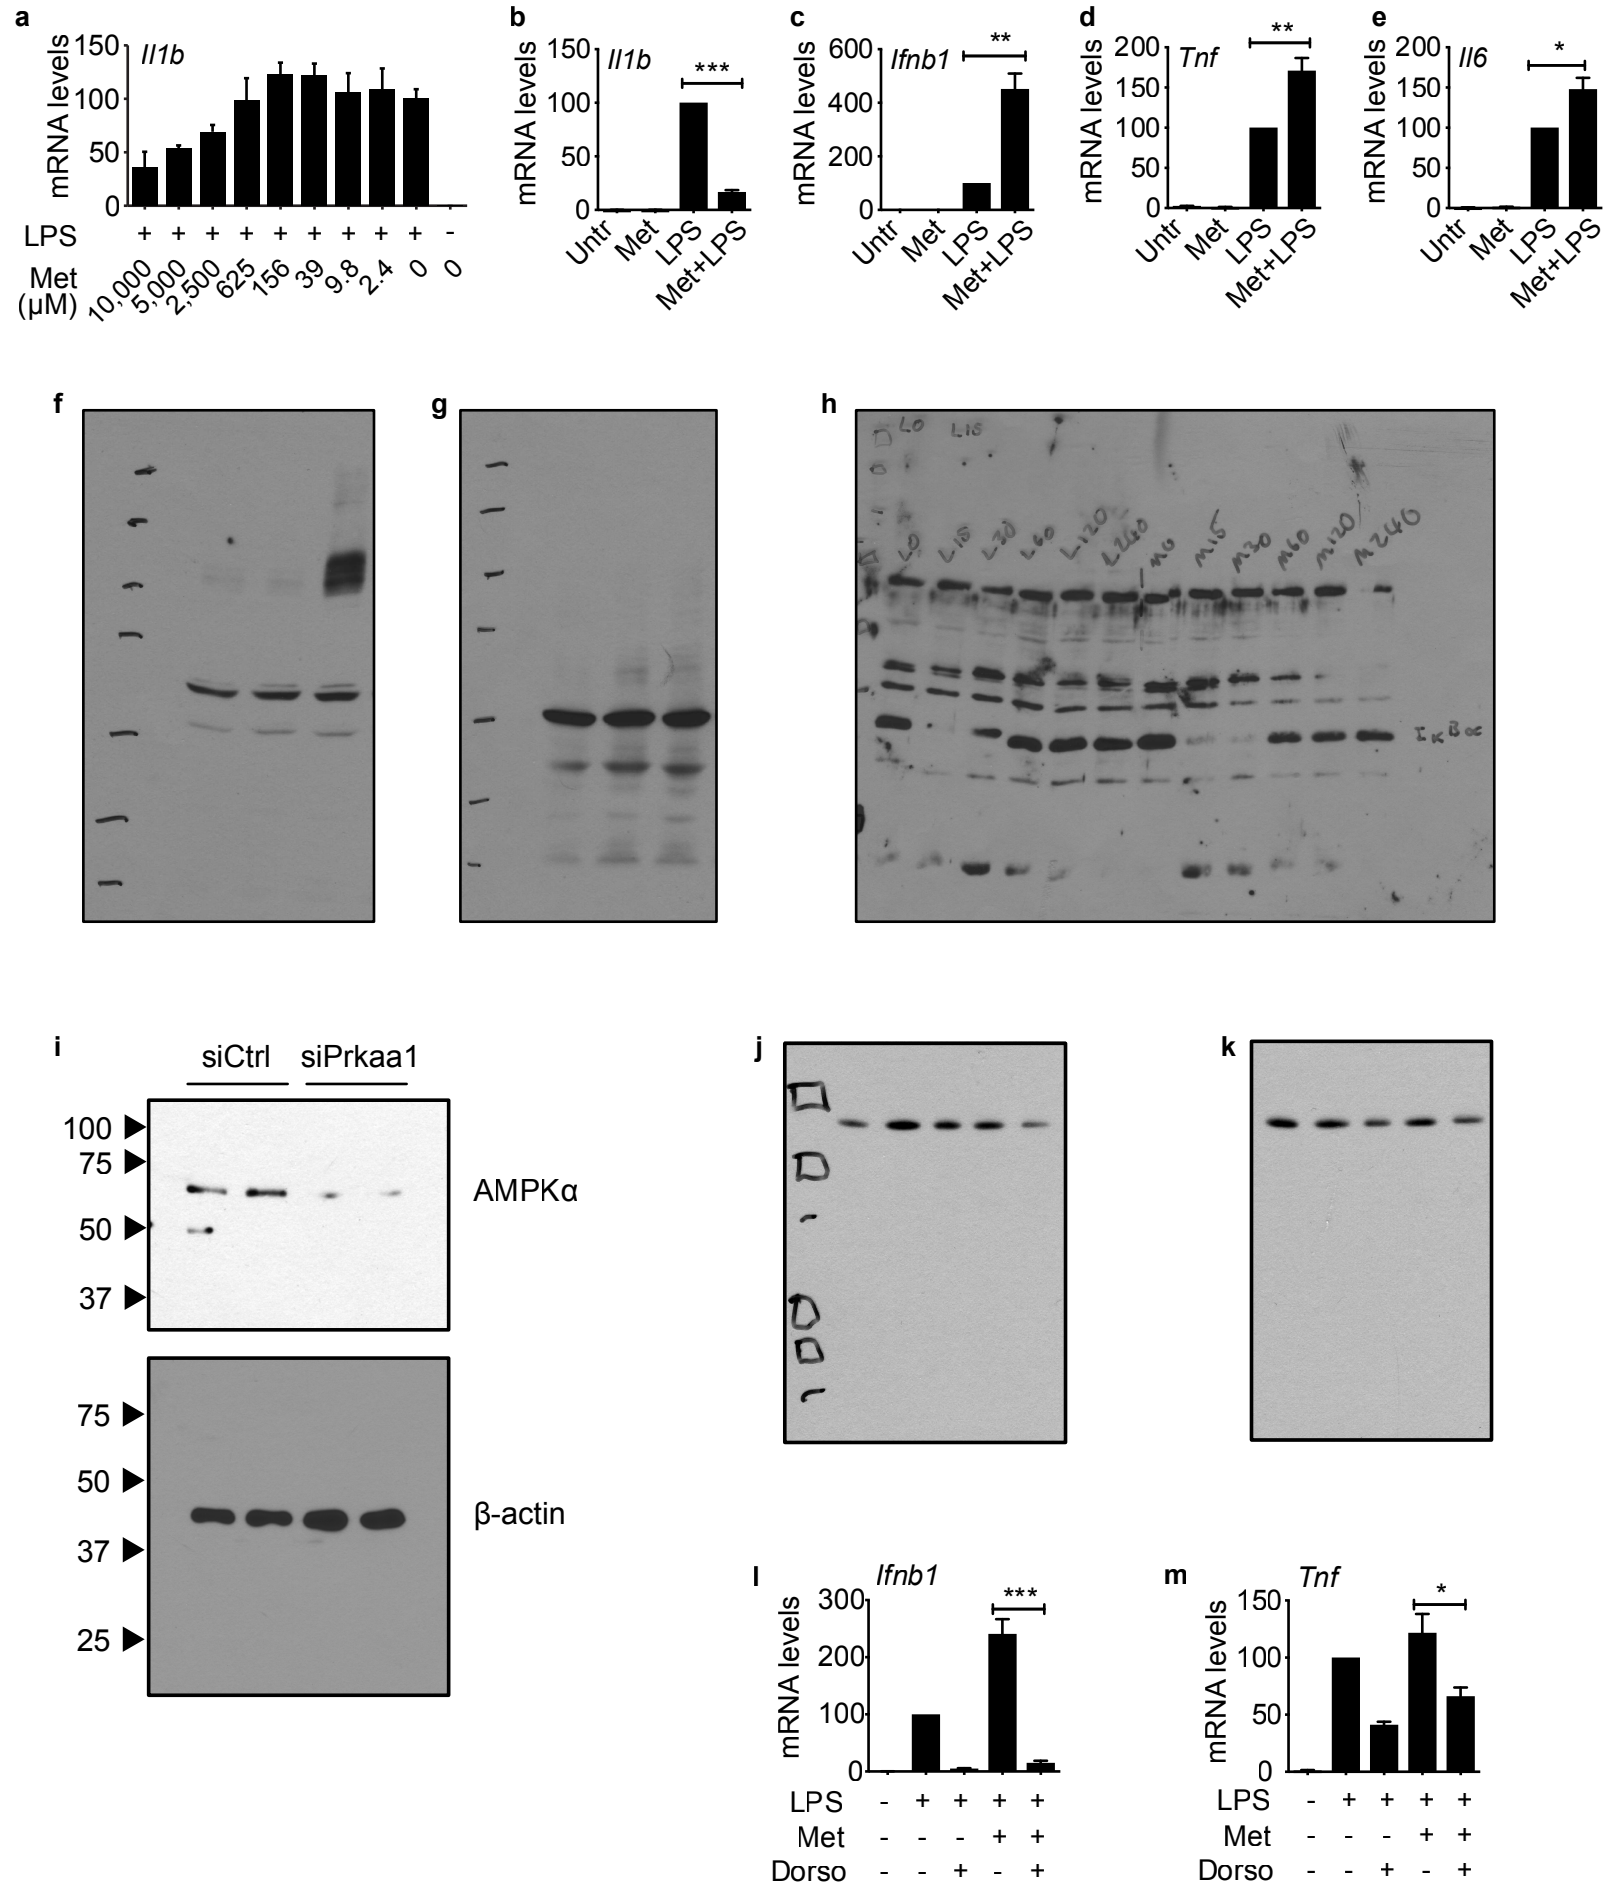 a
b
c
d
e
Il1b
mRNA levels
150
100
50
0
LPS
+ + + + + + + + + -
Met
(µM)
10,000 5,000 2,500 625 156 39 9.8 2.4 0 0
Il1b
***
mRNA levels
150
100
50
0
Untr Met LPS Met+LPS
Ifnb1
**
mRNA levels
600
400
200
0
Untr Met LPS Met+LPS
Tnf
**
mRNA levels
200
150
100
50
0
Untr Met LPS Met+LPS
Il6
*
mRNA levels
200
150
100
50
0
Untr Met LPS Met+LPS
f
g
h
L0 L15
L0 L15 L30 L60 L120 L240 M0 M15 M30 M60 M120 M240
IκBα
i
siCtrl siPrkaa1
100
75
50
37
AMPKα
75
50
37
25
β-actin
j
k
l
Ifnb1
***
mRNA levels
300
200
100
0
LPS - + + + +
Met - - - + +
Dorso - - + - +
m
Tnf
*
mRNA levels
150
100
50
0
LPS - + + + +
Met - - - + +
Dorso - - + - +